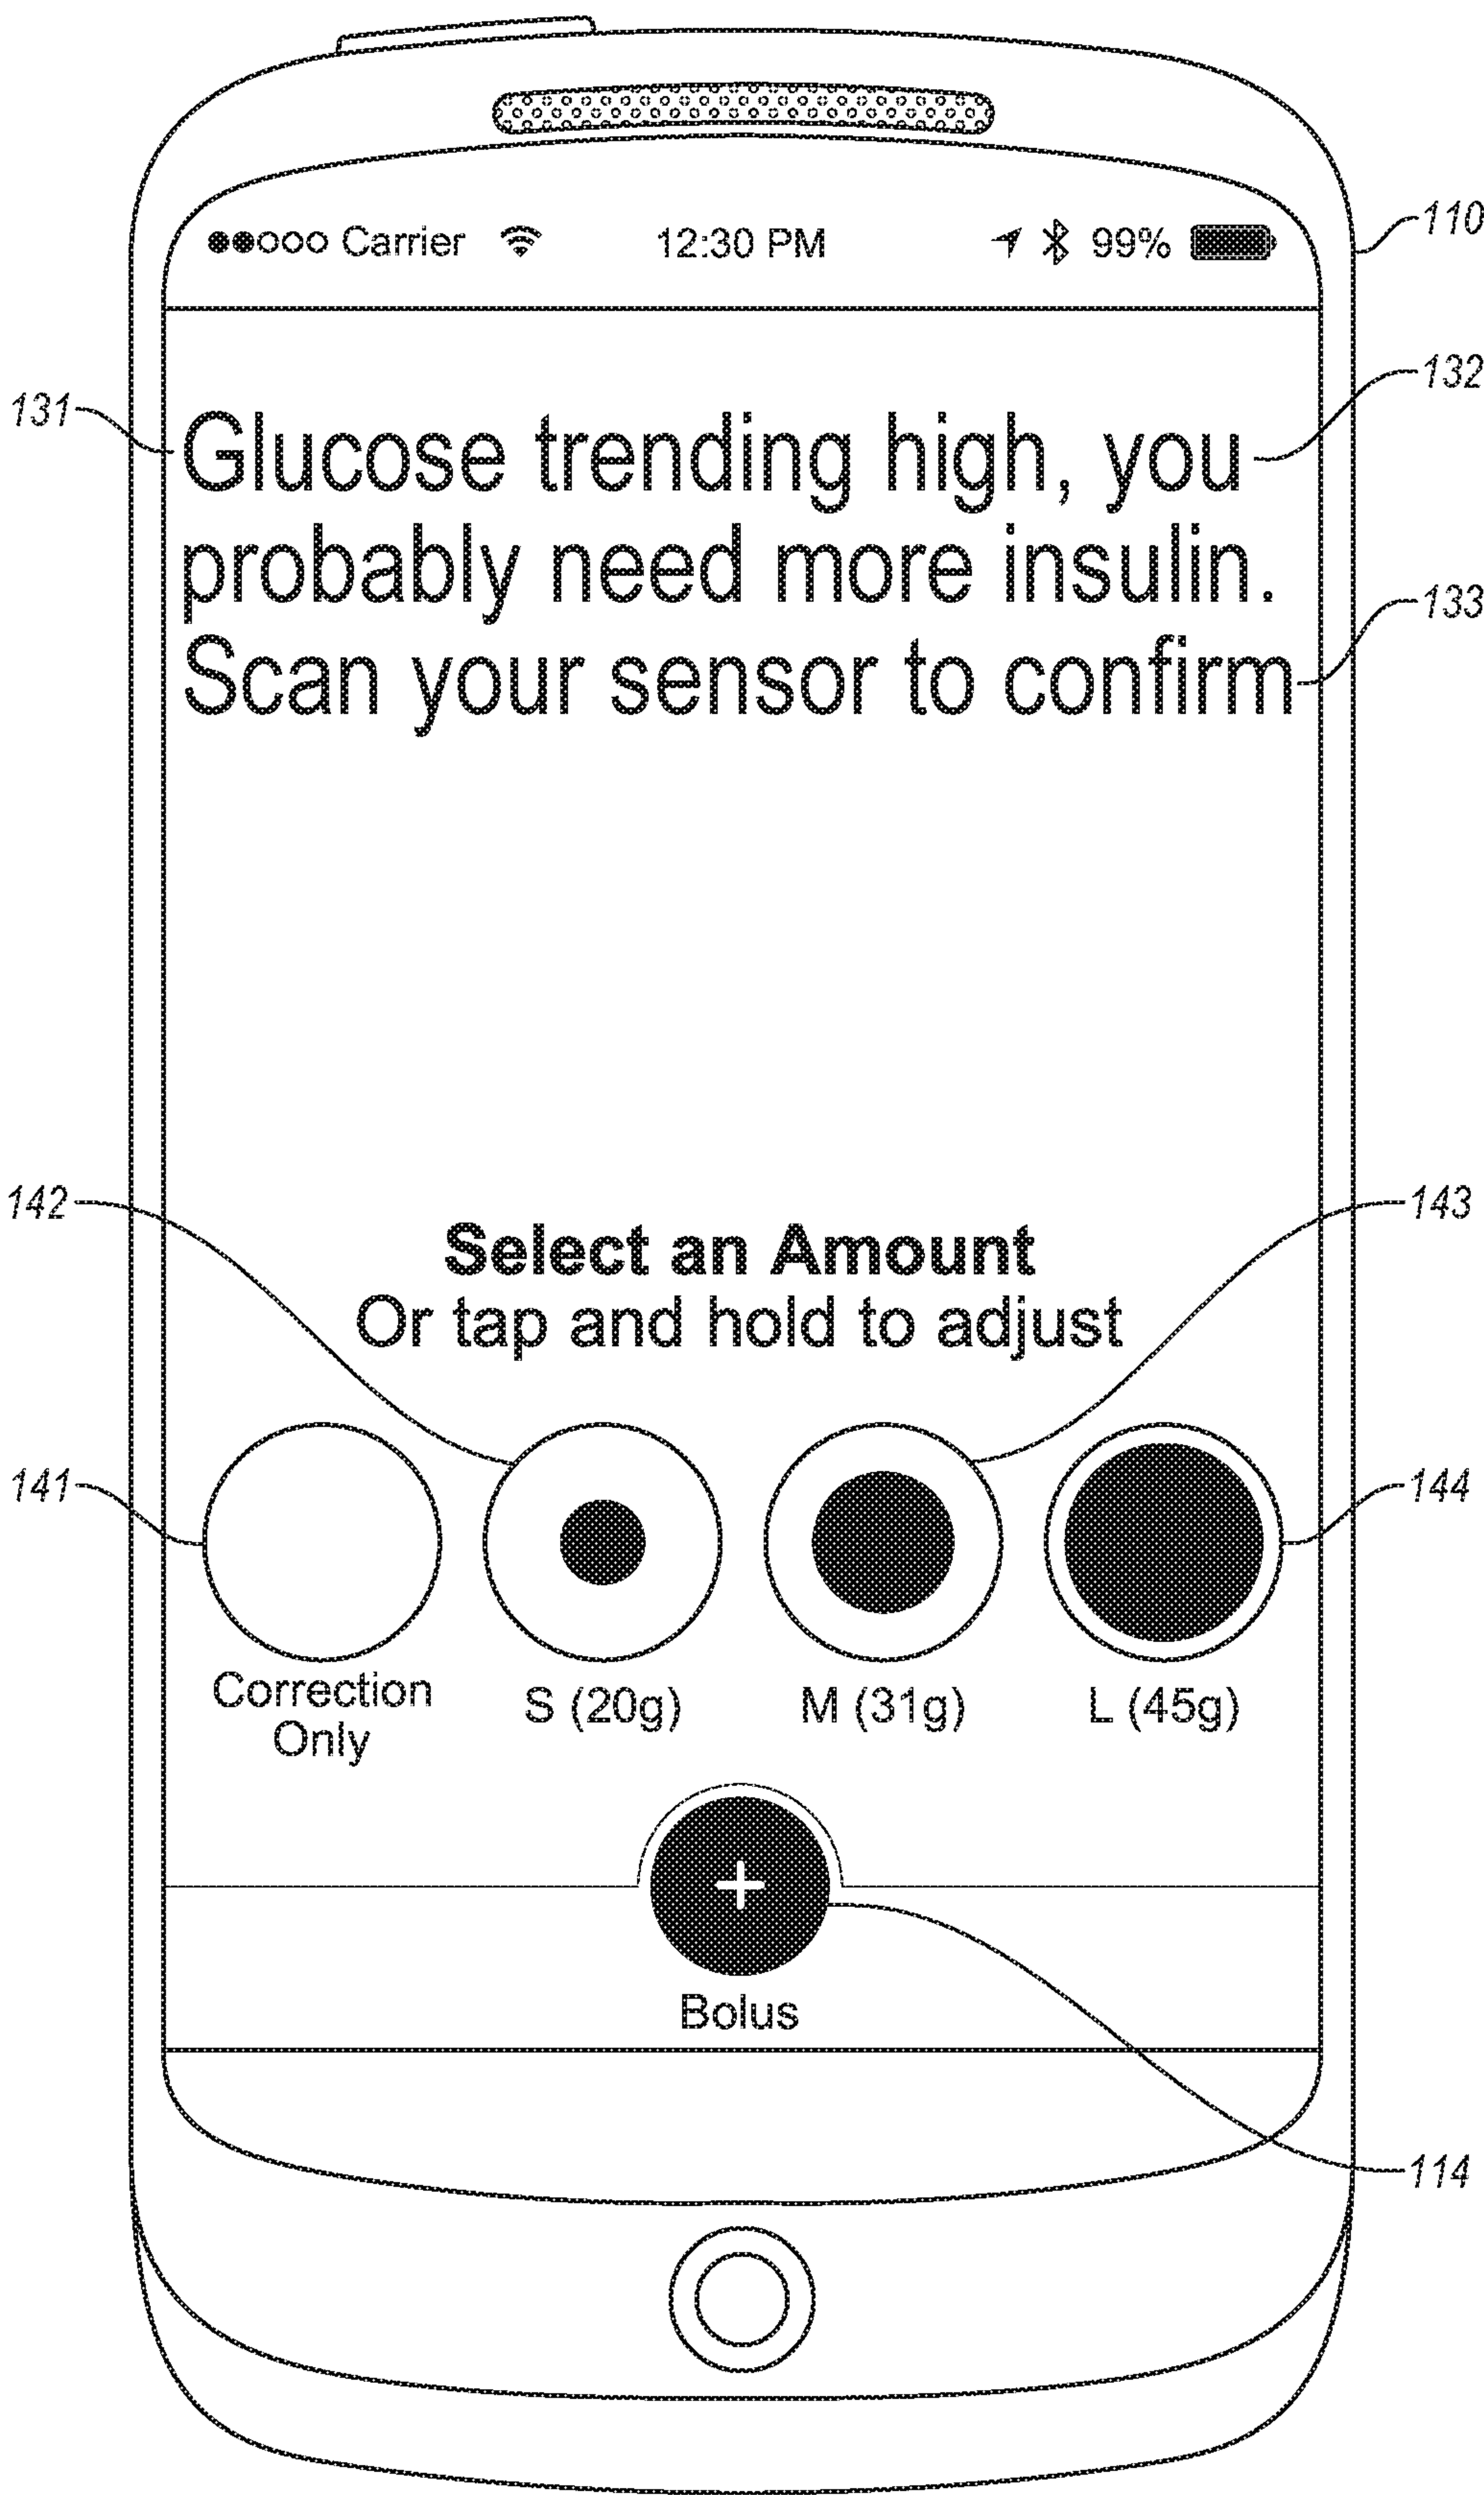 Carrier 12:30 PM 99%
110
132
131
Glucose trending high, you
probably need more insulin.
133
Scan your sensor to confirm
142
143
Select an Amount
Or tap and hold to adjust
141
144
Correction
Only
S (20g)
M (31g)
L (45g)
+
Bolus
114